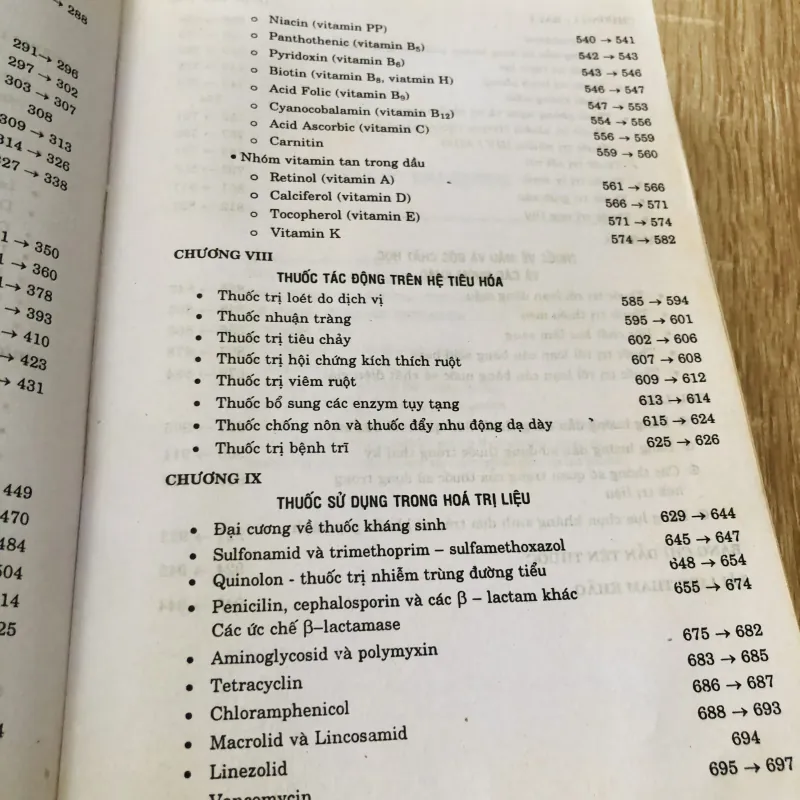 → 288
291→ 296
297 → 302
303 → 307
308
309 → 313
314 → 326
327 → 338
1 → 350
1 → 360
→ 378
→ 393
→ 410
→ 423
→ 431
449
470
484
504
14
25
o Niacin (vitamin PP) 540 → 541
o Panthothenic (vitamin B₅) 542 → 543
o Pyridoxin (vitamin B₆) 543 → 546
o Biotin (vitamin B₈, viatmin H) 546 → 547
o Acid Folic (vitamin B₉) 547 → 553
o Cyanocobalamin (vitamin B₁₂) 554 → 556
o Acid Ascorbic (vitamin C) 556 → 559
o Carnitin 559 → 560
• Nhóm vitamin tan trong dầu
o Retinol (vitamin A) 561 → 566
o Calciferol (vitamin D) 566 → 571
o Tocopherol (vitamin E) 571 → 574
o Vitamin K 574 → 582
CHƯƠNG VIII
THUỐC TÁC ĐỘNG TRÊN HỆ TIÊU HÓA
• Thuốc trị loét do dịch vị 585 → 594
• Thuốc nhuận tràng 595 → 601
• Thuốc trị tiêu chảy 602 → 606
• Thuốc trị hội chứng kích thích ruột 607 → 608
• Thuốc trị viêm ruột 609 → 612
• Thuốc bổ sung các enzym tụy tạng 613 → 614
• Thuốc chống nôn và thuốc đẩy nhu động dạ dày 615 → 624
• Thuốc trị bệnh trĩ 625 → 626
CHƯƠNG IX
THUỐC SỬ DỤNG TRONG HOÁ TRỊ LIỆU
• Đại cương về thuốc kháng sinh 629 → 644
• Sulfonamid và trimethoprim – sulfamethoxazol 645 → 647
• Quinolon - thuốc trị nhiễm trùng đường tiểu 648 → 654
• Penicilin, cephalosporin và các β – lactam khác 655 → 674
Các ức chế β–lactamase
• Aminoglycosid và polymyxin 675 → 682
• Tetracyclin 683 → 685
• Chloramphenicol 686 → 687
• Macrolid và Lincosamid 688 → 693
• Linezolid 694
Vancomycin 695 → 697